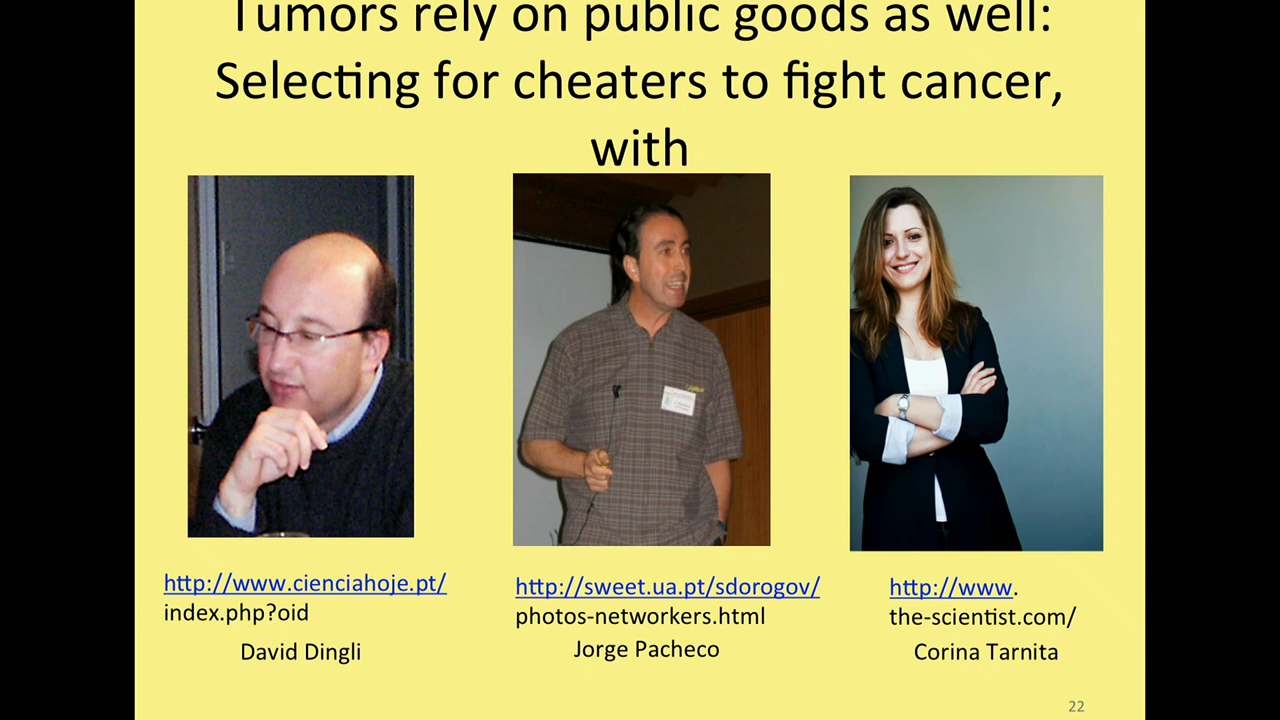 Tumors rely on public goods as well:
Selecting for cheaters to fight cancer,
with
http://www.cienciahoje.pt/
index.php?oid
David Dingli
http://sweet.ua.pt/sdorogov/
photos-networkers.html
Jorge Pacheco
http://www.
the-scientist.com/
Corina Tarnita
22